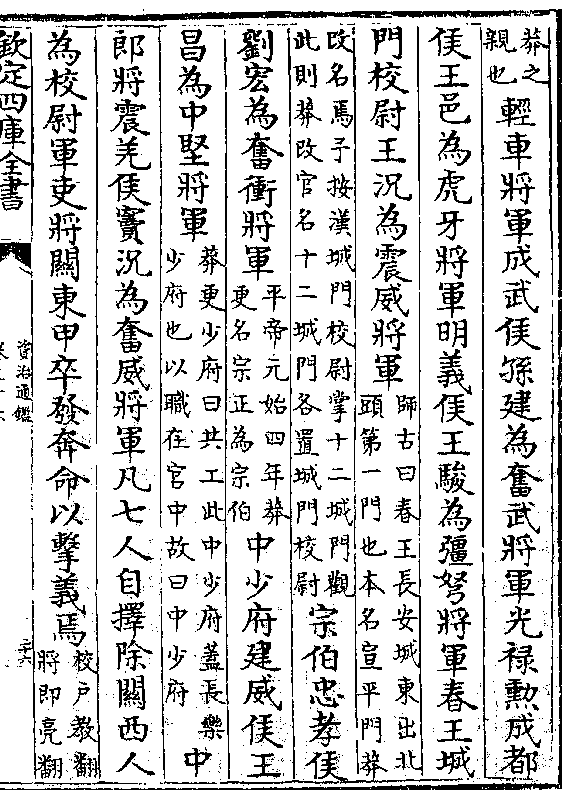 莽之
親也
輕車將軍成武侯孫建為奮武將軍光祿勳成都
侯王邑為虎牙將軍明義侯王駿為彊弩將軍春王城
門校尉王況為震威將軍
師古曰春王長安城東出北
頭第一門也本名宣平門莽
改名焉予按漢城門校尉掌十二城門觀
此則莽改官名十二城門各置城門校尉
宗伯忠孝侯
劉宏為奮衝將軍
平帝元始四年莽
更名宗正為宗伯
中少府建威侯王
昌為中堅將軍
莽更少府曰共工此中少府蓋長樂
少府也以職在官中故曰中少府
中
郎將震羌侯竇況為奮威將軍凡七人自擇除關西人
為校尉軍吏將關東甲卒發奔命以擊義焉
校戶教翻
將即亮翻
欽定四庫全書
資治通鑑